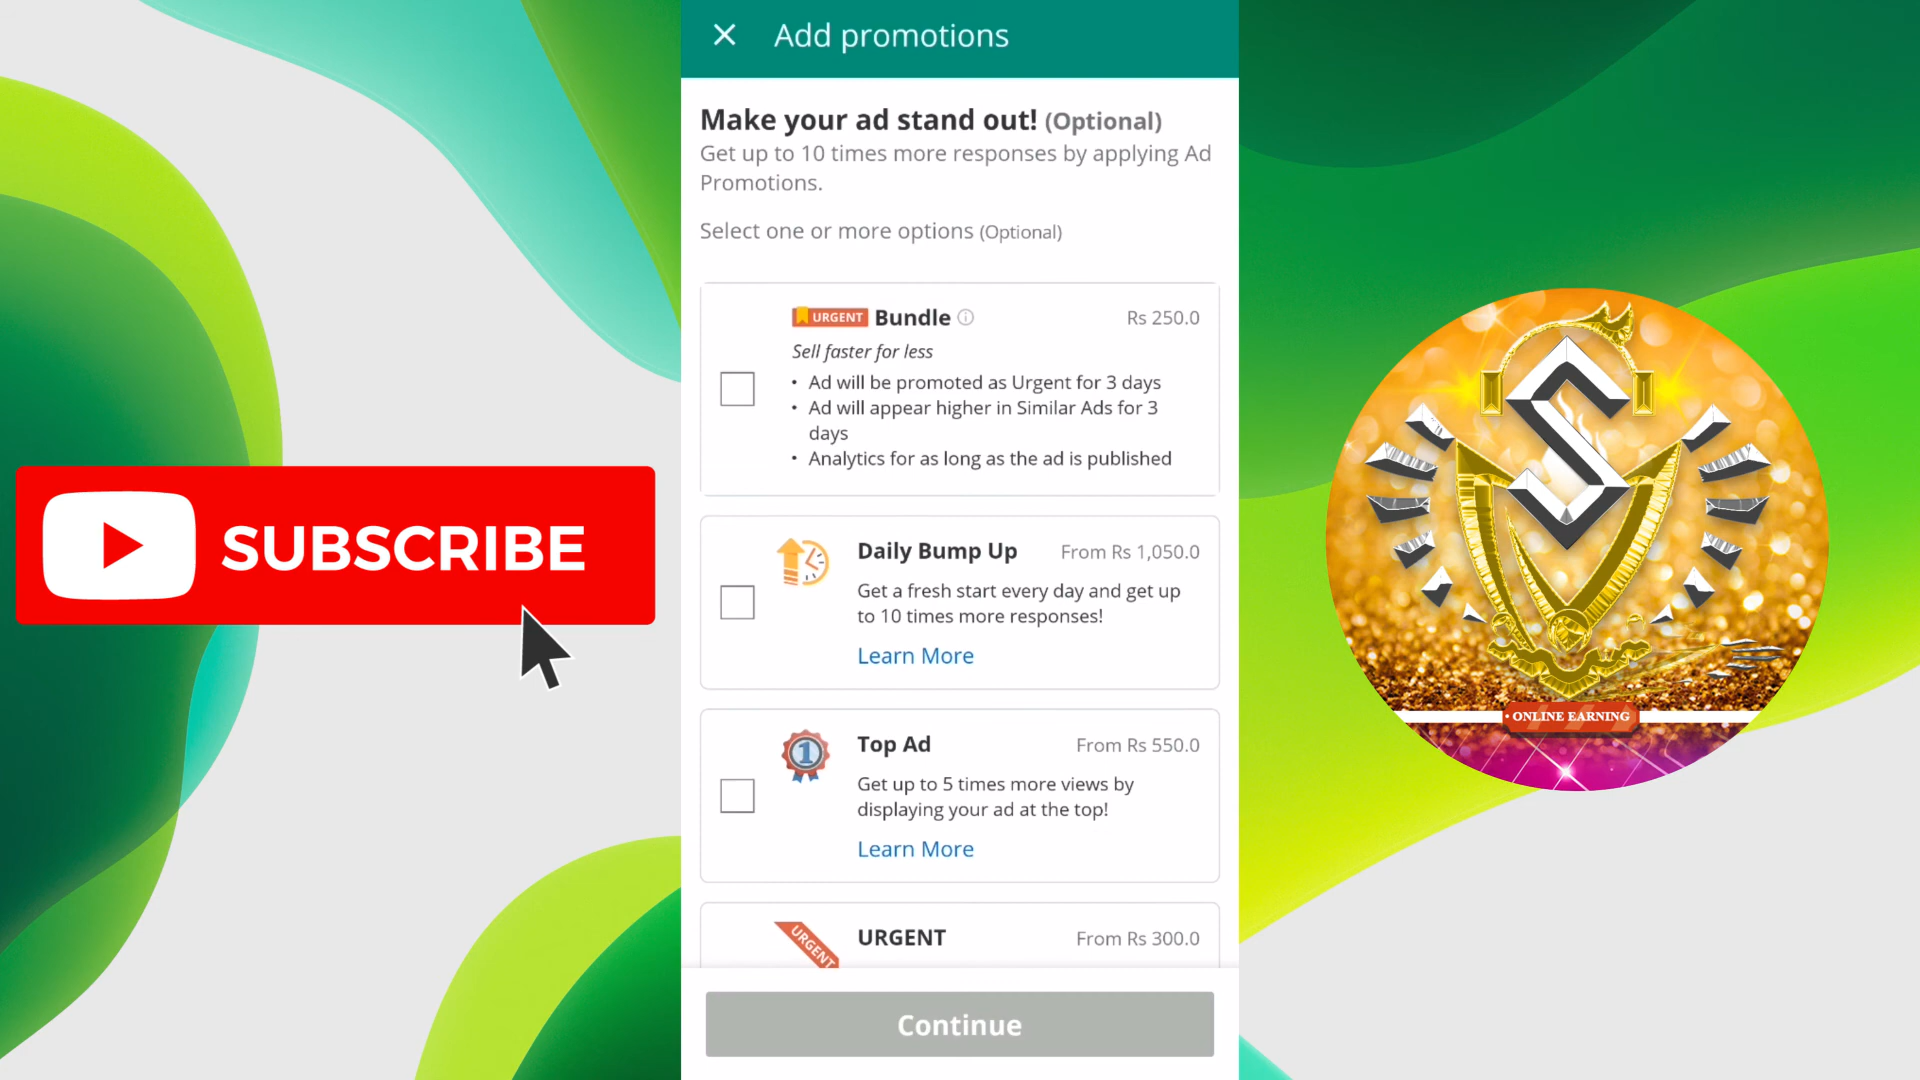 Add promotions
Make your ad stand out! (Optional)
Get up to 10 times more responses by applying Ad
Promotions.
Select one or more options (Optional)
URGENT Bundle Rs 250.0
Sell faster for less
• Ad will be promoted as Urgent for 3 days
• Ad will appear higher in Similar Ads for 3
days
• Analytics for as long as the ad is published
SUBSCRIBE
Daily Bump Up From Rs 1,050.0
Get a fresh start every day and get up
to 10 times more responses!
Learn More
Top Ad From Rs 550.0
Get up to 5 times more views by
displaying your ad at the top!
Learn More
URGENT
URGENT From Rs 300.0
Continue
S
• ONLINE EARNING